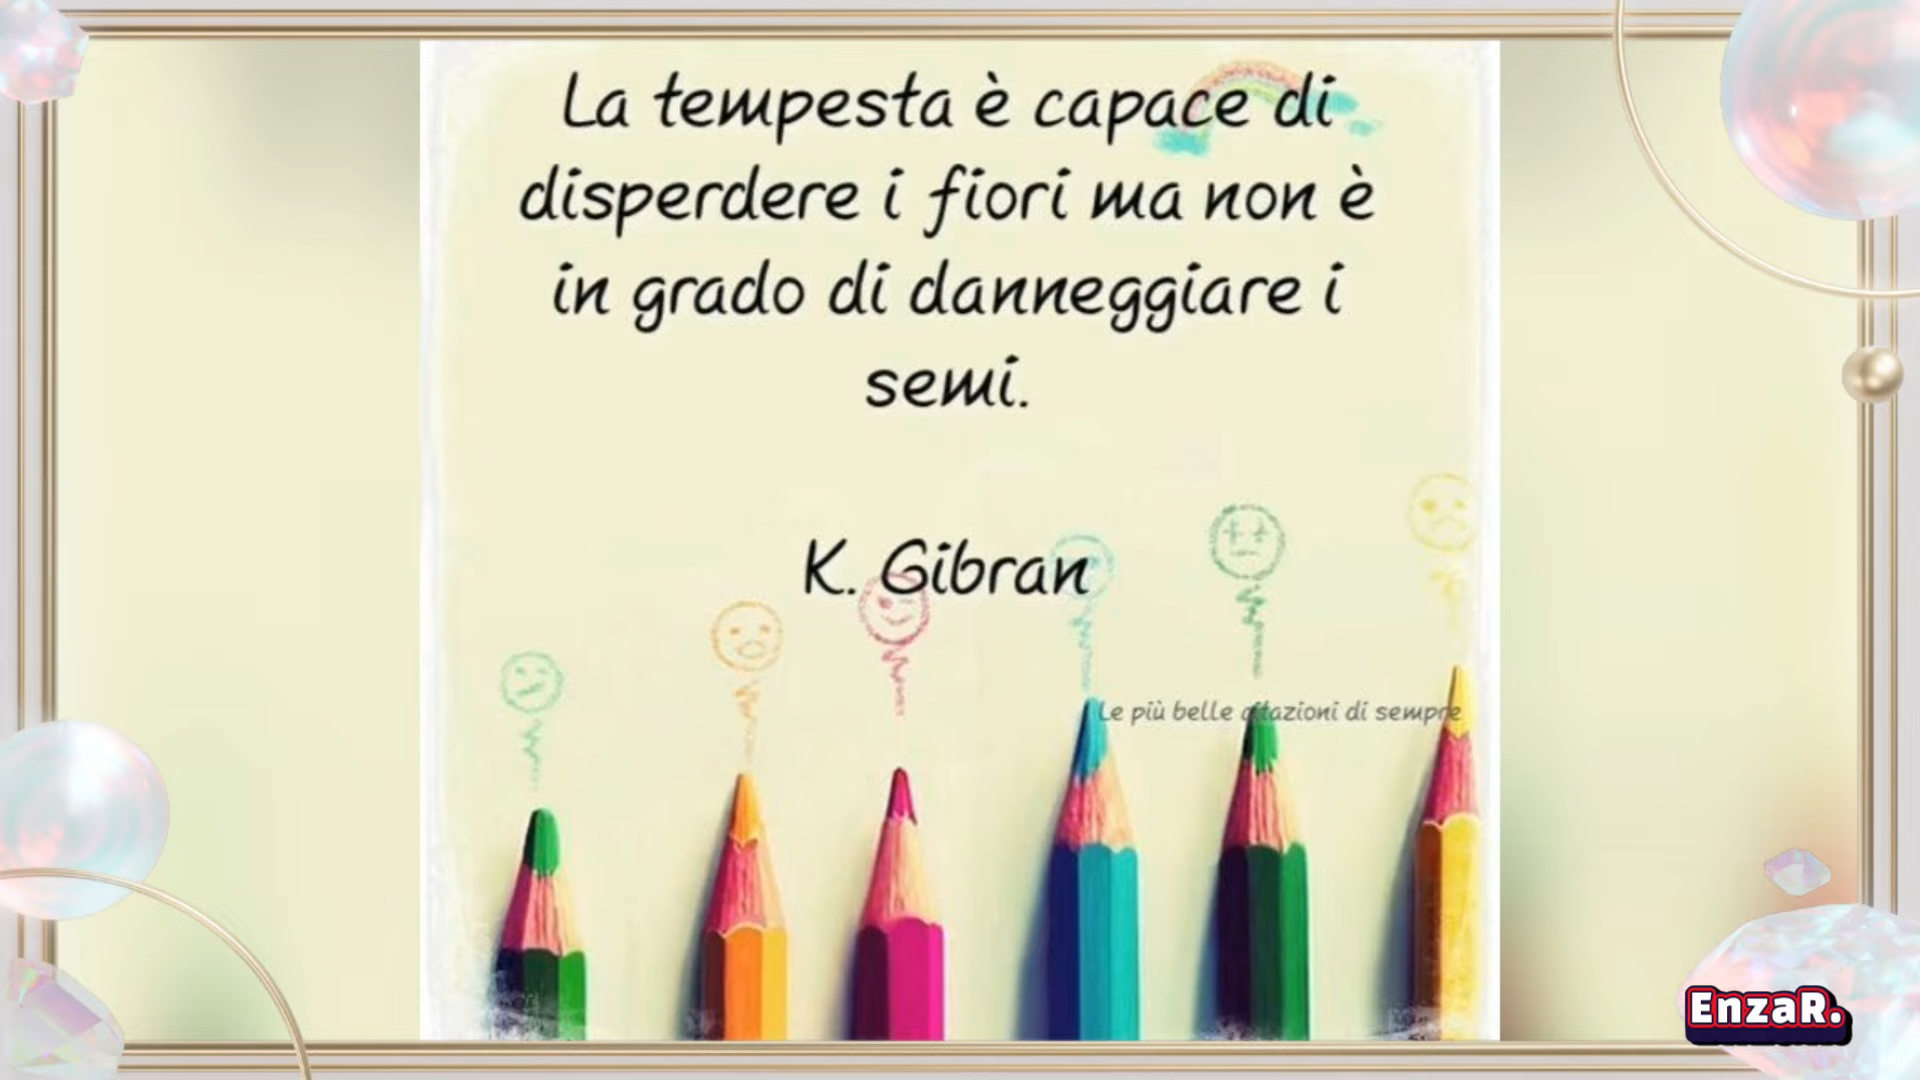 La tempesta è capace di
disperdere i fiori ma non è
in grado di danneggiare i
semi.
K. Gibran
Le più belle citazioni di sempre
EnzaR.